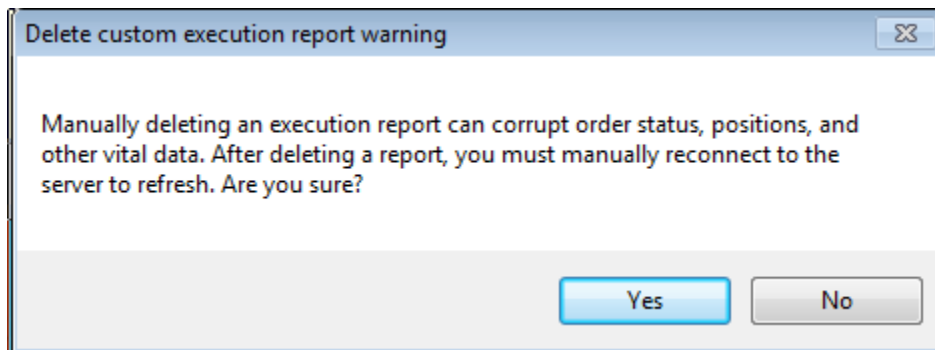 Delete custom execution report warning
Manually deleting an execution report can corrupt order status, positions, and
other vital data. After deleting a report, you must manually reconnect to the
server to refresh. Are you sure?
Yes No